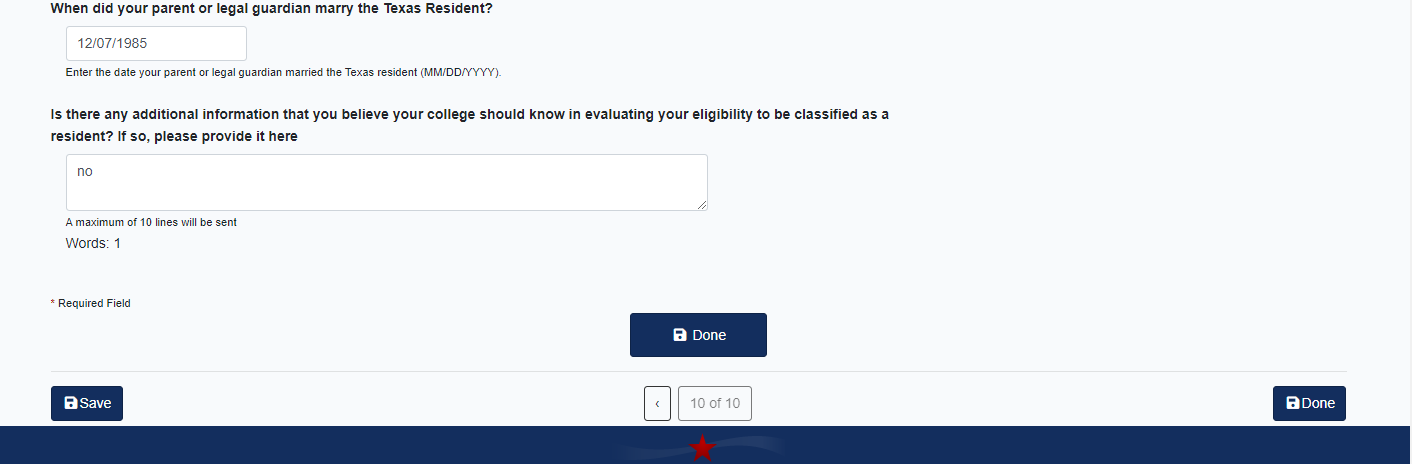 When did your parent or legal guardian marry the Texas Resident?
12/07/1985
Enter the date your parent or legal guardian married the Texas resident (MM/DD/YYYY).
Is there any additional information that you believe your college should know in evaluating your eligibility to be classified as a
resident? If so, please provide it here
no
A maximum of 10 lines will be sent
Words: 1
* Required Field
Done
Save
‹
10 of 10
Done